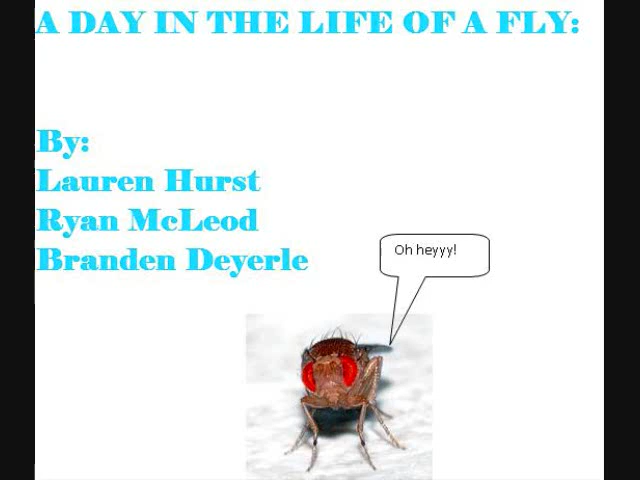 A DAY IN THE LIFE OF A FLY:
By:
Lauren Hurst
Ryan McLeod
Branden Deyerle
Oh heyyy!